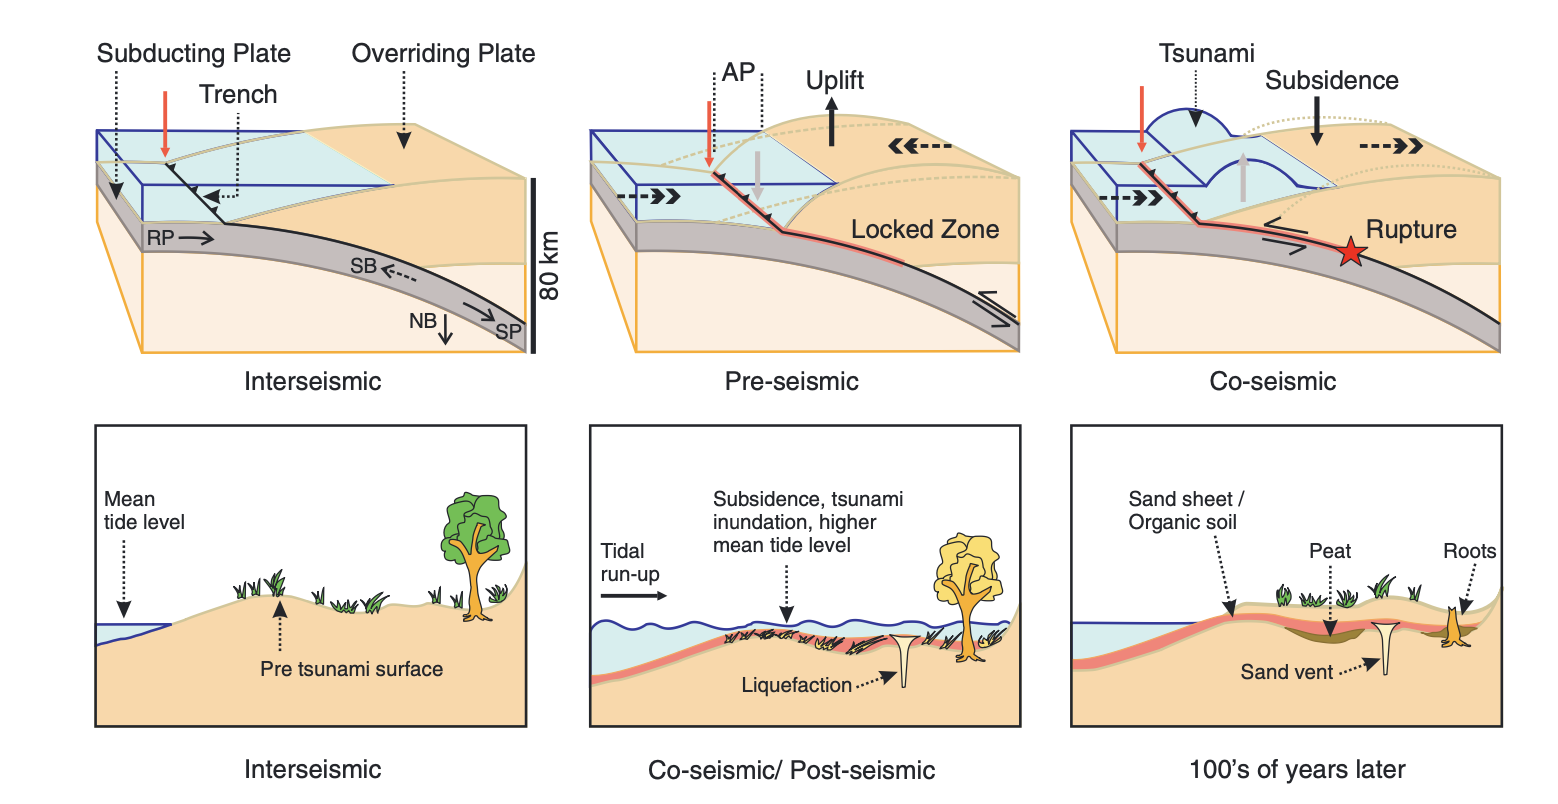 Subducting Plate
Overriding Plate
Trench
RP
SB
NB
SP
80 km
Interseismic
AP
Uplift
Locked Zone
Pre-seismic
Tsunami
Subsidence
Rupture
Co-seismic
Mean
tide level
Pre tsunami surface
Interseismic
Subsidence, tsunami
inundation, higher
mean tide level
Tidal
run-up
Liquefaction
Co-seismic/ Post-seismic
Sand sheet /
Organic soil
Peat
Roots
Sand vent
100's of years later